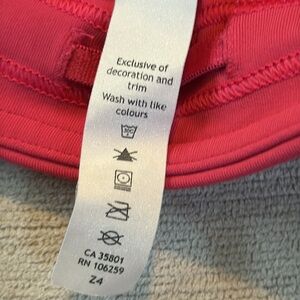 Exclusive of
decoration and
trim
Wash with like
colours
CA 35801
RN 106259
Z4